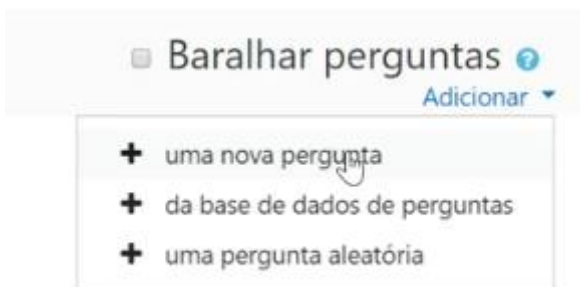 Baralhar perguntas
Adicionar
uma nova pergunta
da base de dados de perguntas
uma pergunta aleatória